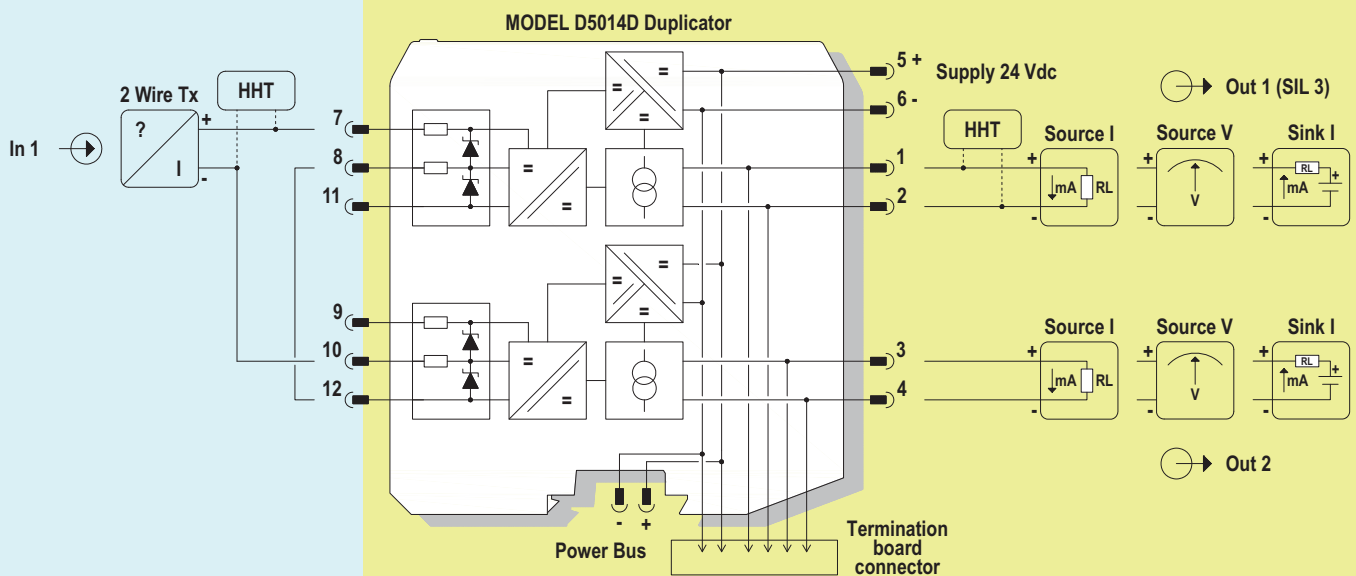 MODEL D5014D Duplicator
5 +
Supply 24 Vdc
6 -
Out 1 (SIL 3)
In 1
2 Wire Tx
HHT
?
I
+
-
7
8
11
=
=
=
=
=
1
2
HHT
Source I
Source V
Sink I
+
-
mA
RL
+
-
V
+
-
RL
mA
+
9
10
12
=
=
=
=
=
3
4
Source I
Source V
Sink I
+
-
mA
RL
+
-
V
+
-
RL
mA
+
Out 2
- +
Power Bus
Termination
board
connector